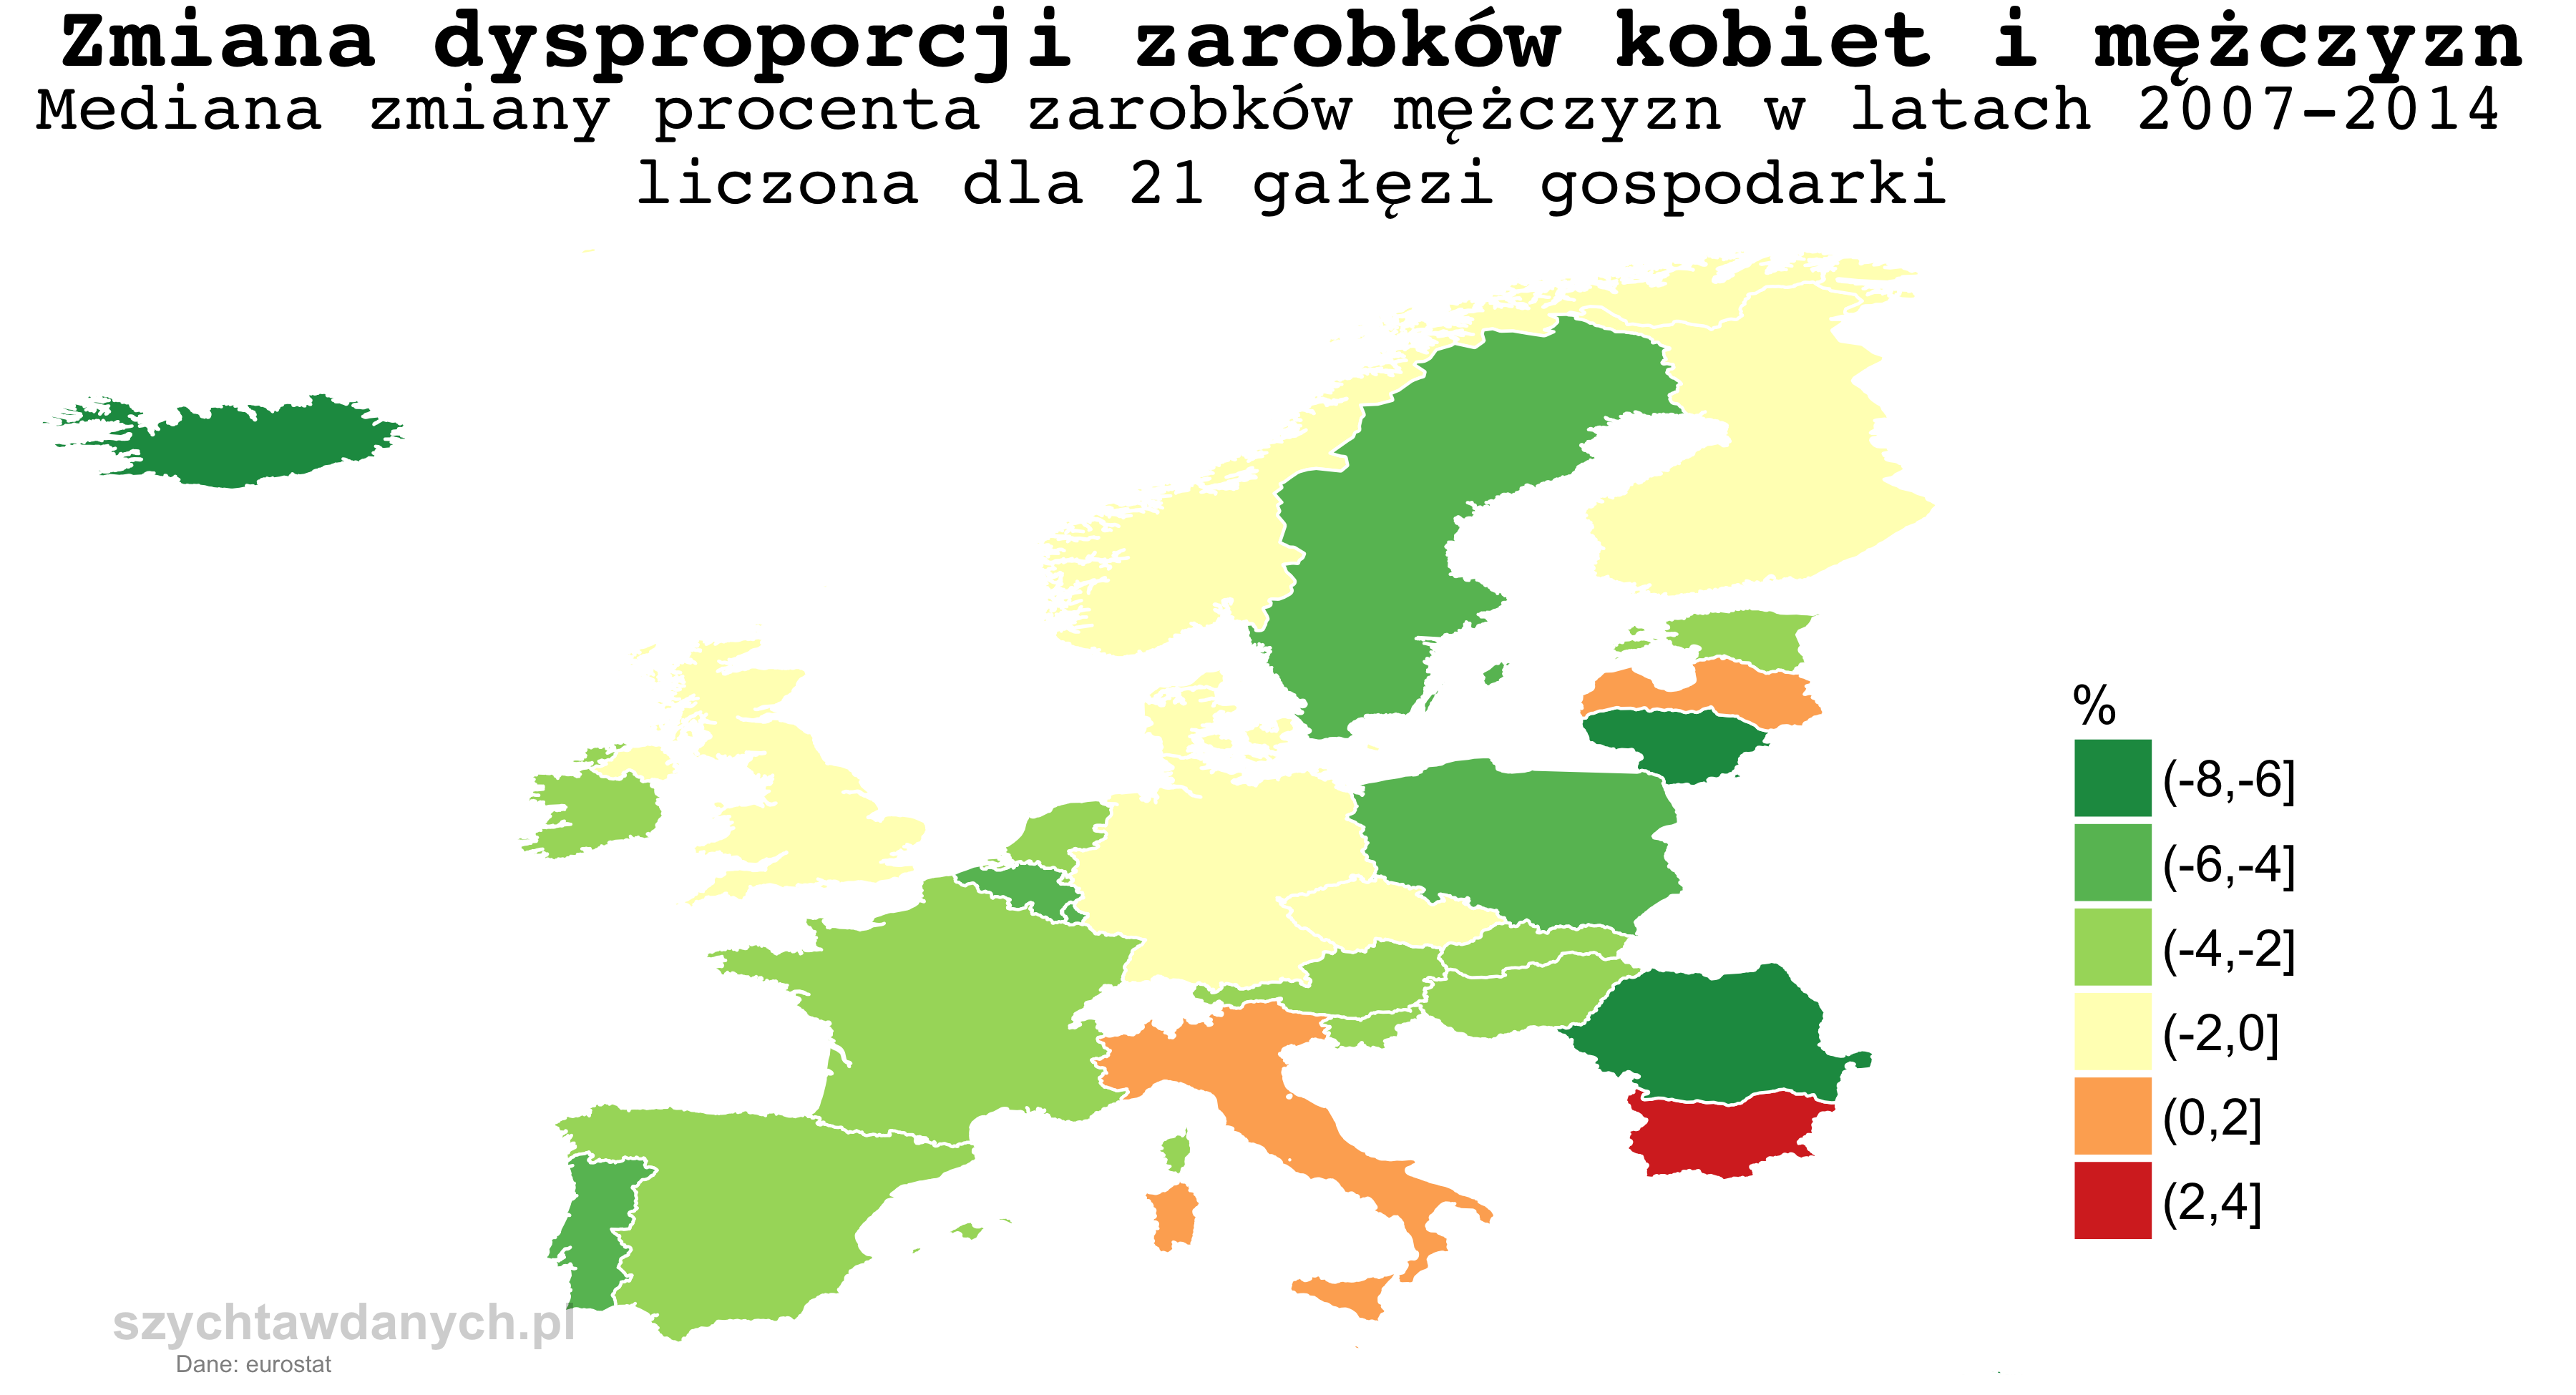 Zmiana dysproporcji zarobków kobiet i mężczyzn
Mediana zmiany procenta zarobków mężczyzn w latach 2007-2014
liczona dla 21 gałęzi gospodarki
%
(-8,-6]
(-6,-4]
(-4,-2]
(-2,0]
(0,2]
(2,4]
szychtawdanych.pl
Dane: eurostat